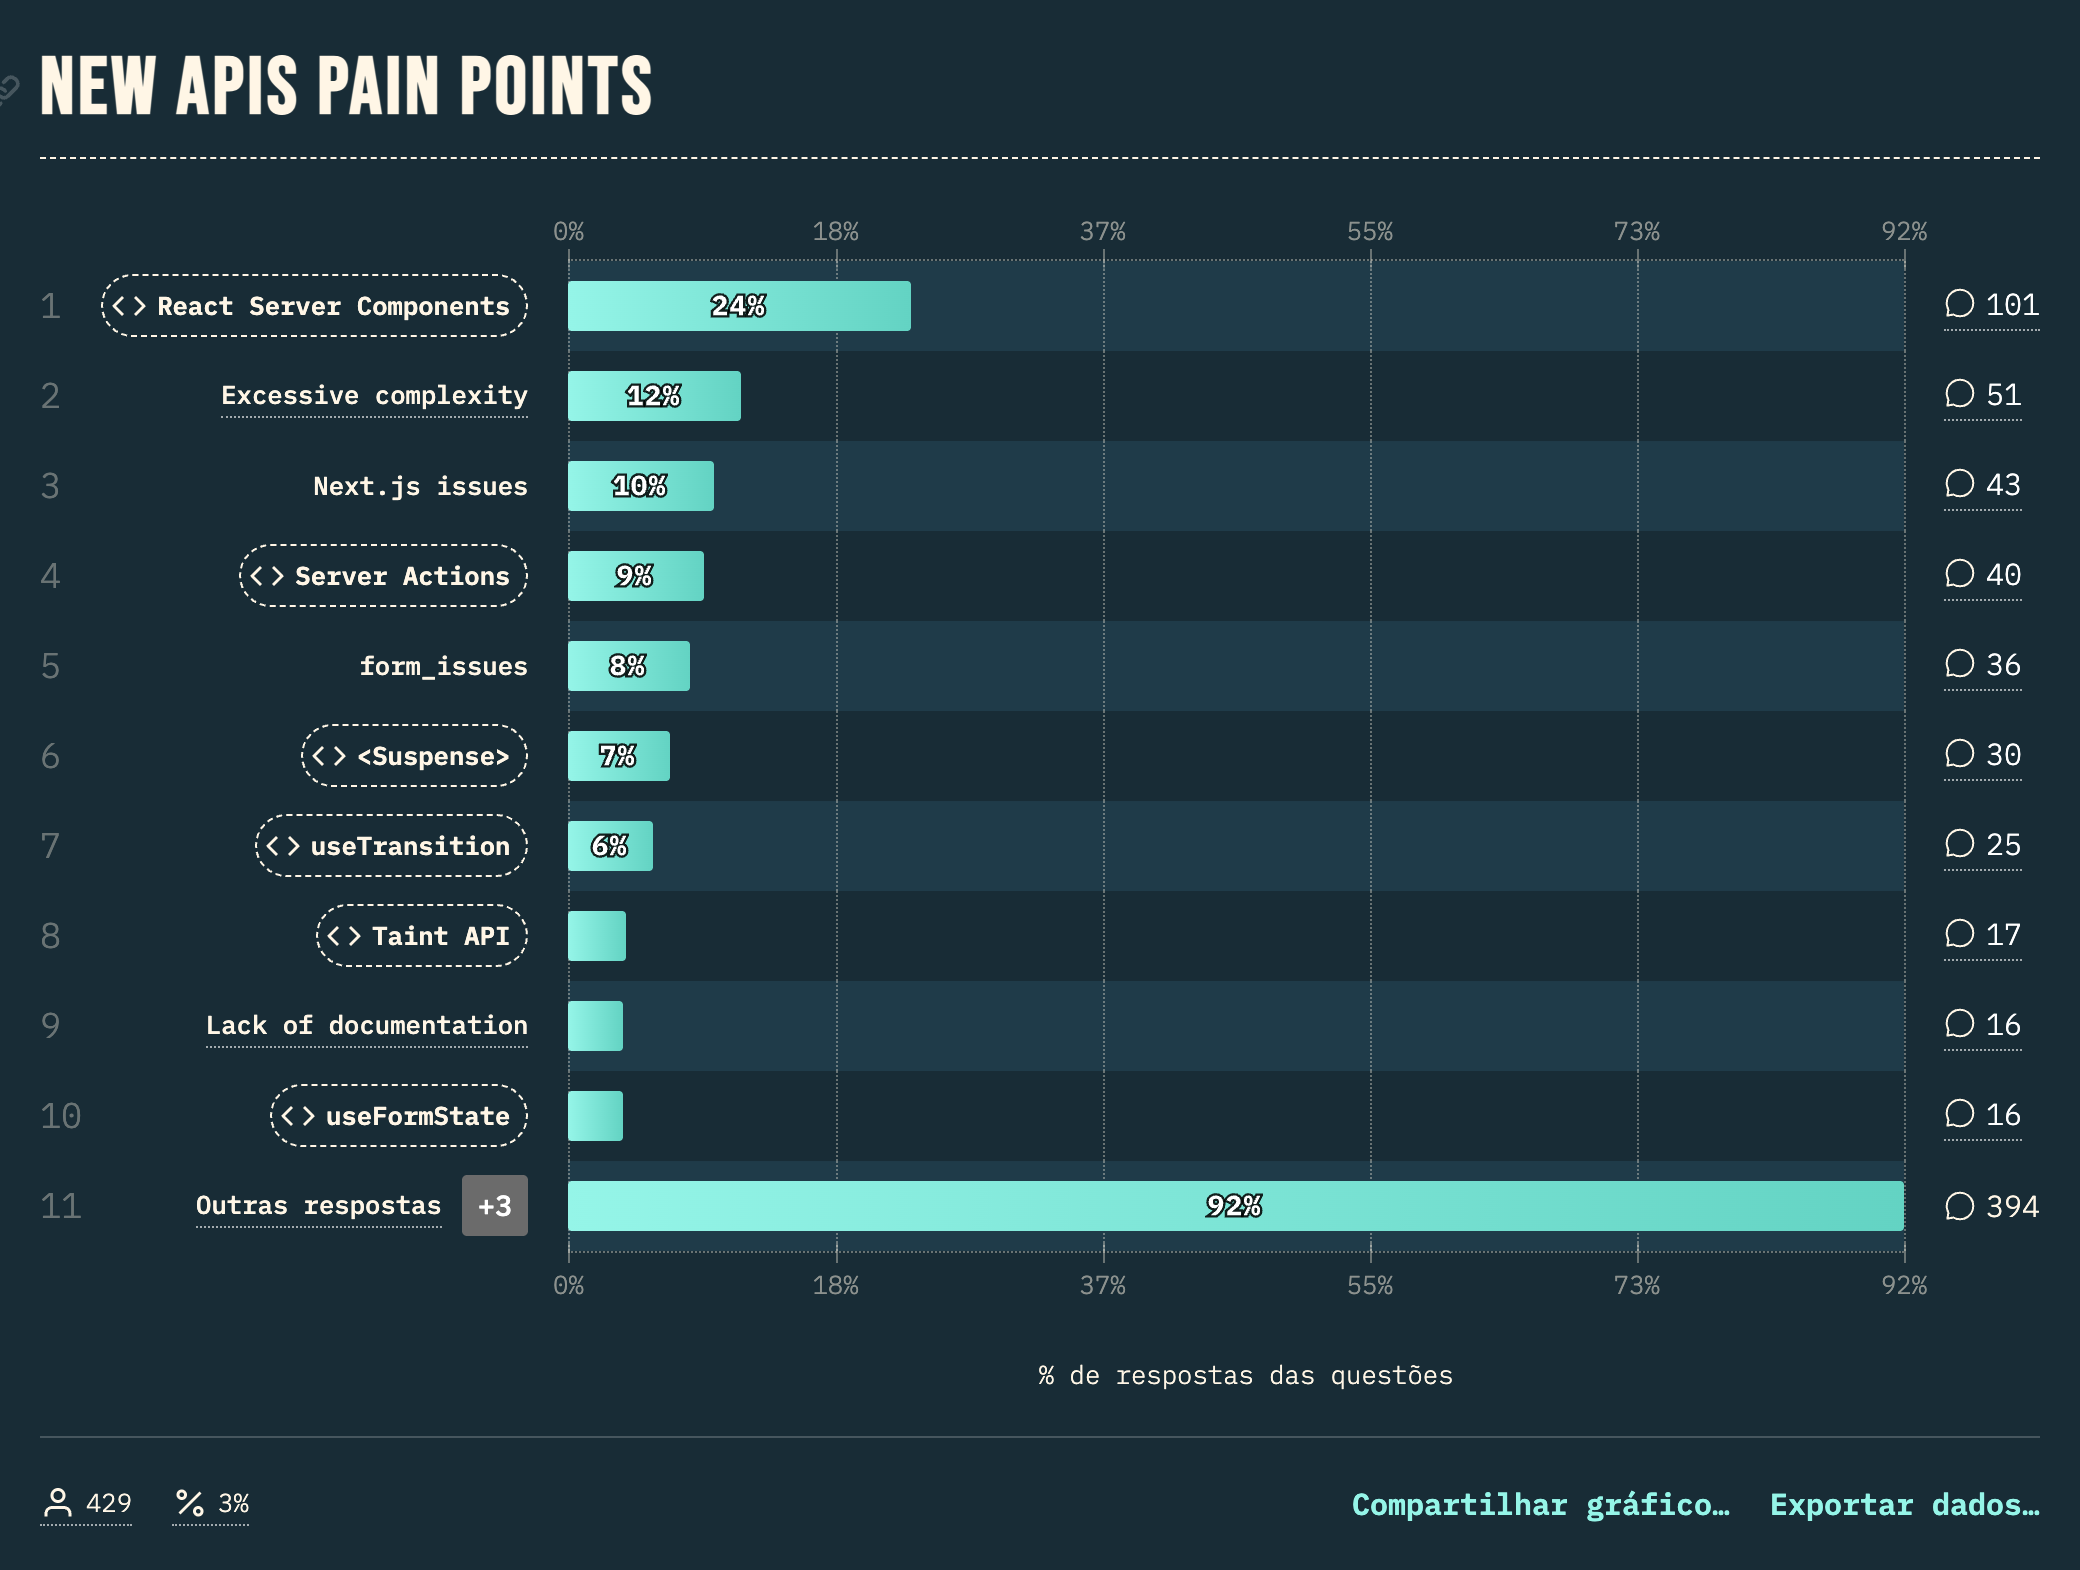 NEW APIS PAIN POINTS
0% 18% 37% 55% 73% 92%
1 <> React Server Components 24% 101
2 Excessive complexity 12% 51
3 Next.js issues 10% 43
4 <> Server Actions 9% 40
5 form_issues 8% 36
6 <> <Suspense> 7% 30
7 <> useTransition 6% 25
8 <> Taint API 17
9 Lack of documentation 16
10 <> useFormState 16
11 Outras respostas +3 92% 394
0% 18% 37% 55% 73% 92%
% de respostas das questões
429 % 3% Compartilhar gráfico… Exportar dados…